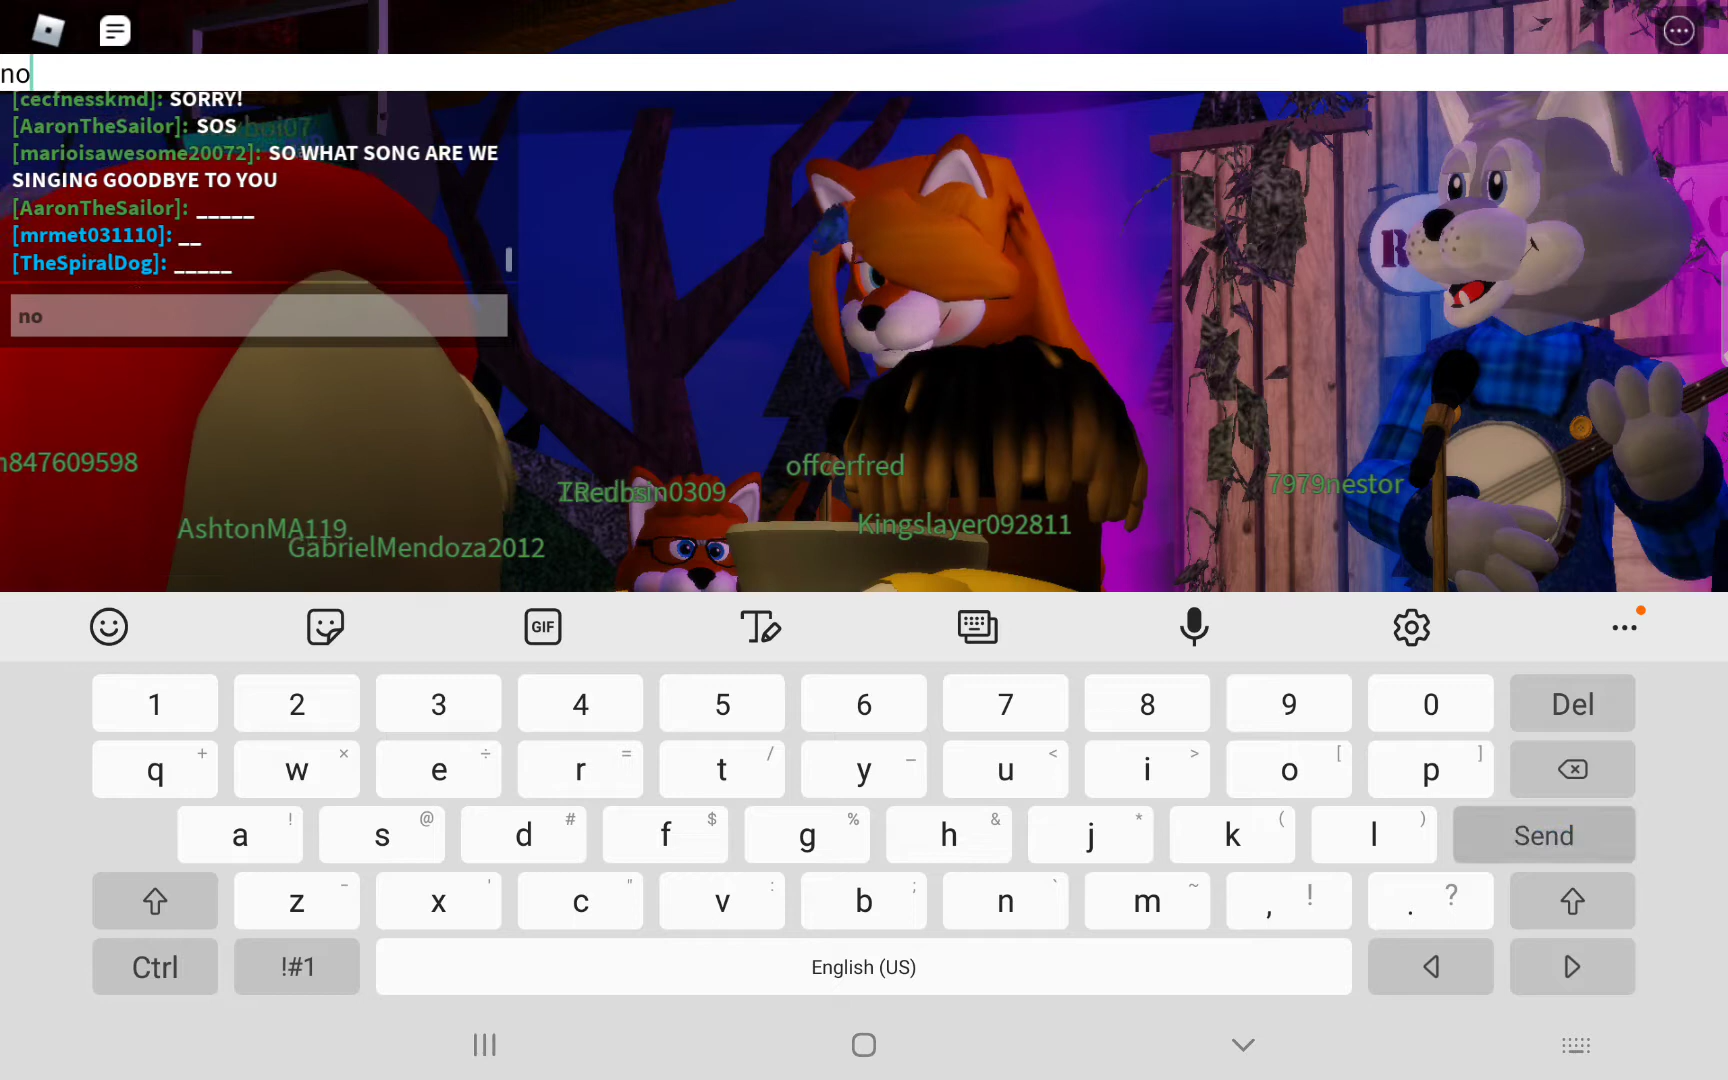 no
[cecfnesskmd]: SORRY!
[AaronTheSailor]: SOS
[marioisawesome20072]: SO WHAT SONG ARE WE
SINGING GOODBYE TO YOU
[AaronTheSailor]: _____
[mrmet031110]: __
[TheSpiralDog]: _____
no
R
847609598
offcerfred
7979nestor
AshtonMA119
Kingslayer092811
GabrielMendoza2012
GIF
1 2 3 4 5 6 7 8 9 0 Del
q + w × e ÷ r = t / y _ u < i > o [ p ]
a ! s @ d # f $ g % h & j * k ( l ) Send
z - x ' c " v : b ; n ` m ~ , ! . ?
Ctrl !#1 English (US)